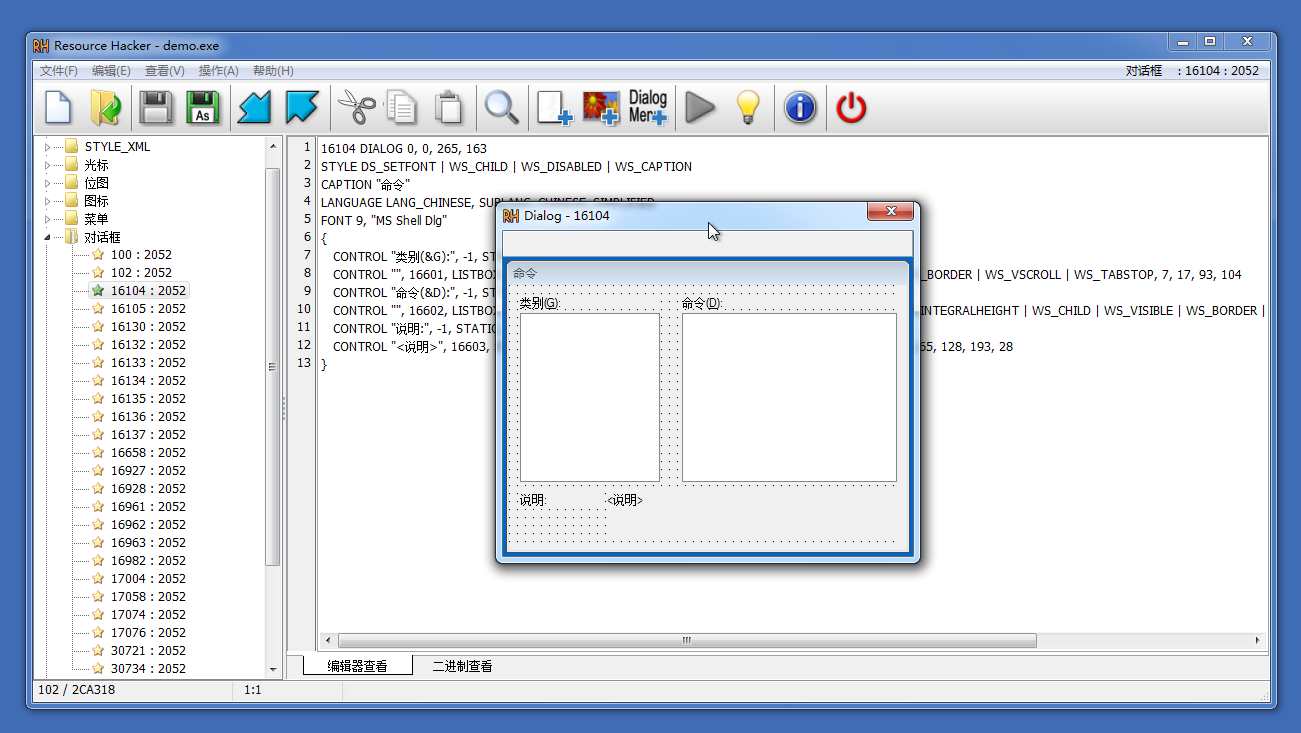 Resource Hacker - demo.exe
文件(F) 编辑(E) 查看(V) 操作(A) 帮助(H)
对话框 : 16104 : 2052
As
Dialog
Mer
STYLE_XML
光标
位图
图标
菜单
对话框
100 : 2052
102 : 2052
16104 : 2052
16105 : 2052
16130 : 2052
16132 : 2052
16133 : 2052
16134 : 2052
16135 : 2052
16136 : 2052
16137 : 2052
16658 : 2052
16927 : 2052
16928 : 2052
16961 : 2052
16962 : 2052
16963 : 2052
16982 : 2052
17004 : 2052
17058 : 2052
17074 : 2052
17076 : 2052
30721 : 2052
30734 : 2052
1 16104 DIALOG 0, 0, 265, 163
2 STYLE DS_SETFONT | WS_CHILD | WS_DISABLED | WS_CAPTION
3 CAPTION "命令"
4 LANGUAGE LANG_CHINESE, SUBLANG_CHINESE_SIMPLIFIED
5 FONT 9, "MS Shell Dlg"
6 {
7 CONTROL "类别(&G):", -1, ST
8 CONTROL "", 16601, LISTBOX _BORDER | WS_VSCROLL | WS_TABSTOP, 7, 17, 93, 104
9 CONTROL "命令(&D):", -1, ST
10 CONTROL "", 16602, LISTBOX INTEGRALHEIGHT | WS_CHILD | WS_VISIBLE | WS_BORDER |
11 CONTROL "说明:", -1, STATIC
12 CONTROL "<说明>", 16603, 65, 128, 193, 28
13 }
RH Dialog - 16104
命令
类别(G):
命令(D):
说明:
<说明>
编辑器查看 二进制查看
102 / 2CA318
1:1